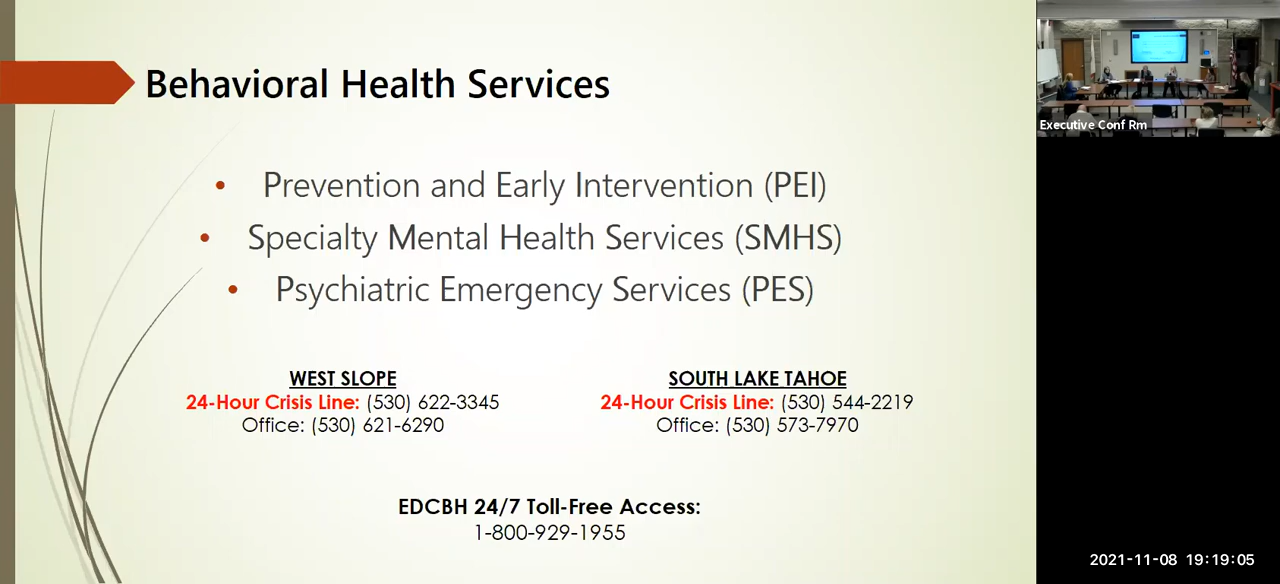 Behavioral Health Services
• Prevention and Early Intervention (PEI)
• Specialty Mental Health Services (SMHS)
• Psychiatric Emergency Services (PES)
WEST SLOPE
24-Hour Crisis Line: (530) 622-3345
Office: (530) 621-6290
SOUTH LAKE TAHOE
24-Hour Crisis Line: (530) 544-2219
Office: (530) 573-7970
EDCBH 24/7 Toll-Free Access:
1-800-929-1955
Executive Conf Rm
2021-11-08 19:19:05